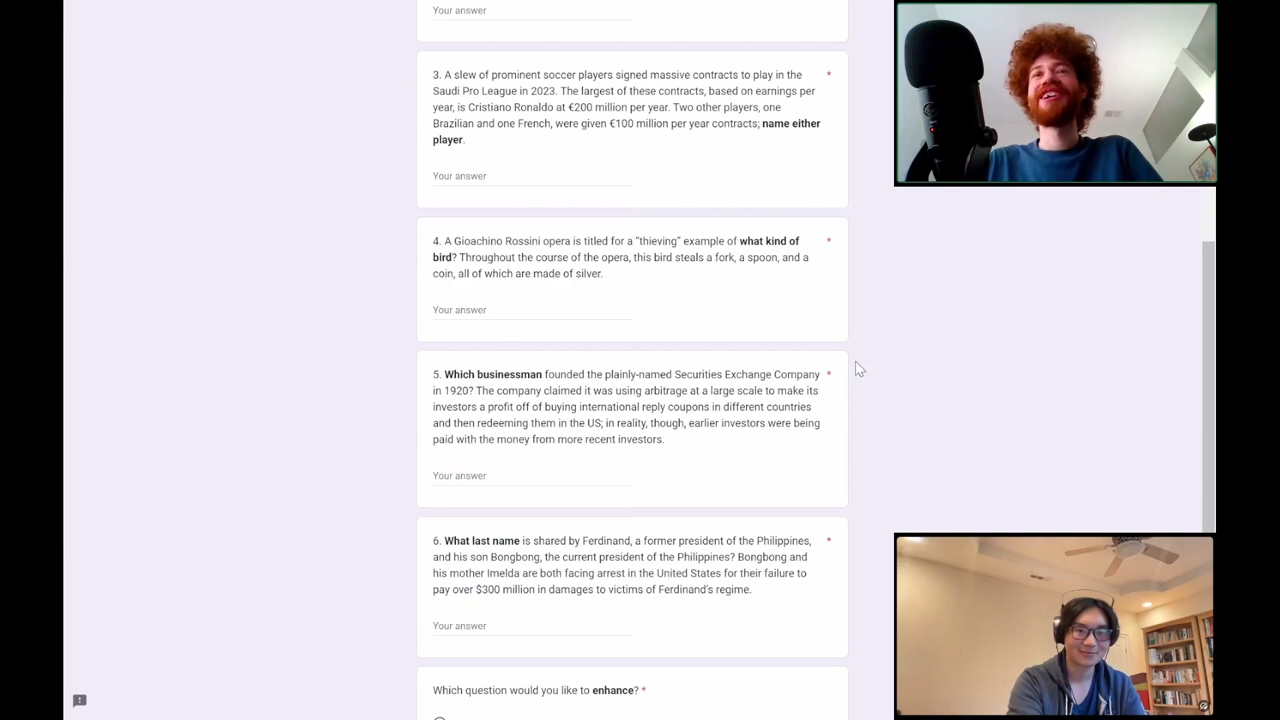 Your answer
3. A slew of prominent soccer players signed massive contracts to play in the *
Saudi Pro League in 2023. The largest of these contracts, based on earnings per
year, is Cristiano Ronaldo at €200 million per year. Two other players, one
Brazilian and one French, were given €100 million per year contracts; name either
player.
Your answer
4. A Gioachino Rossini opera is titled for a “thieving” example of what kind of *
bird? Throughout the course of the opera, this bird steals a fork, a spoon, and a
coin, all of which are made of silver.
Your answer
5. Which businessman founded the plainly-named Securities Exchange Company *
in 1920? The company claimed it was using arbitrage at a large scale to make its
investors a profit off of buying international reply coupons in different countries
and then redeeming them in the US; in reality, though, earlier investors were being
paid with the money from more recent investors.
Your answer
6. What last name is shared by Ferdinand, a former president of the Philippines, *
and his son Bongbong, the current president of the Philippines? Bongbong and
his mother Imelda are both facing arrest in the United States for their failure to
pay over $300 million in damages to victims of Ferdinand's regime.
Your answer
Which question would you like to enhance? *